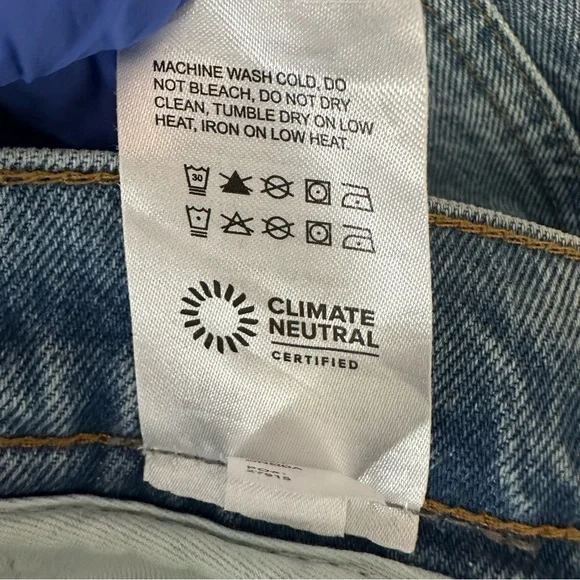 MACHINE WASH COLD, DO
NOT BLEACH, DO NOT DRY
CLEAN, TUMBLE DRY ON LOW
HEAT, IRON ON LOW HEAT.
30
CLIMATE
NEUTRAL
CERTIFIED
27915